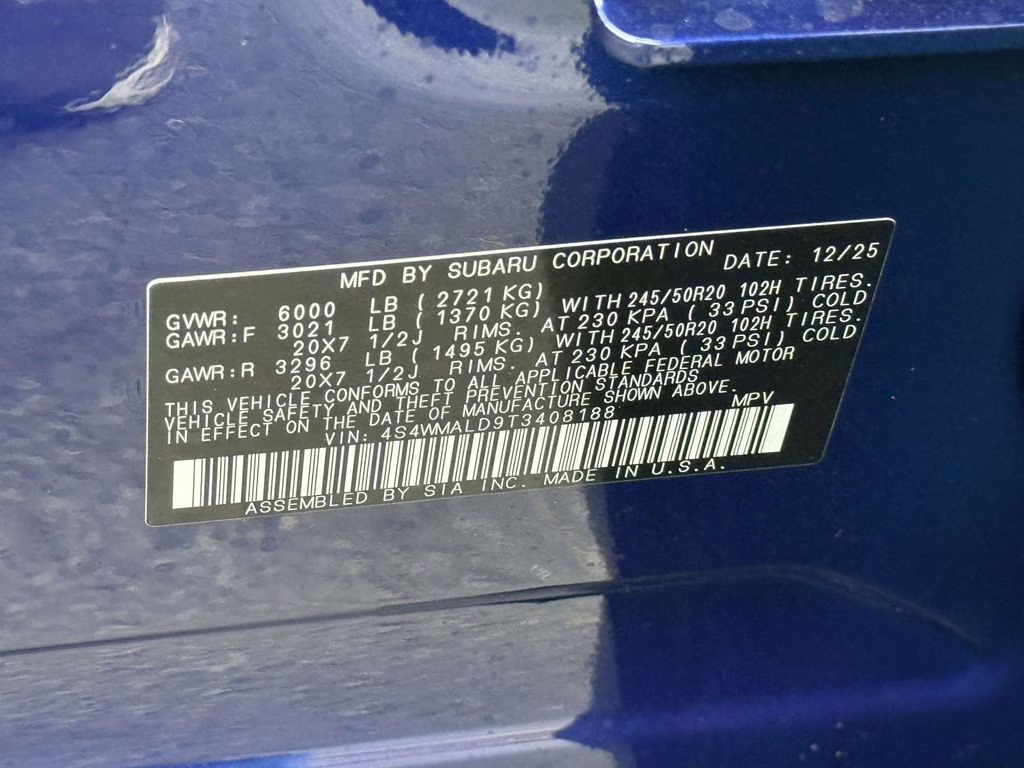 MFD BY SUBARU CORPORATION DATE: 12/25
GVWR: 6000 LB ( 2721 KG)
GAWR:F 3021 LB ( 1370 KG) WITH 245/50R20 102H TIRES.
20X7 1/2J RIMS. AT 230 KPA ( 33 PSI) COLD
GAWR:R 3296 LB ( 1495 KG) WITH 245/50R20 102H TIRES.
20X7 1/2J RIMS. AT 230 KPA ( 33 PSI) COLD
THIS VEHICLE CONFORMS TO ALL APPLICABLE FEDERAL MOTOR
VEHICLE SAFETY AND THEFT PREVENTION STANDARDS
IN EFFECT ON THE DATE OF MANUFACTURE SHOWN ABOVE.
VIN: 4S4WMALD9T3408188 MPV
ASSEMBLED BY SIA INC. MADE IN U.S.A.